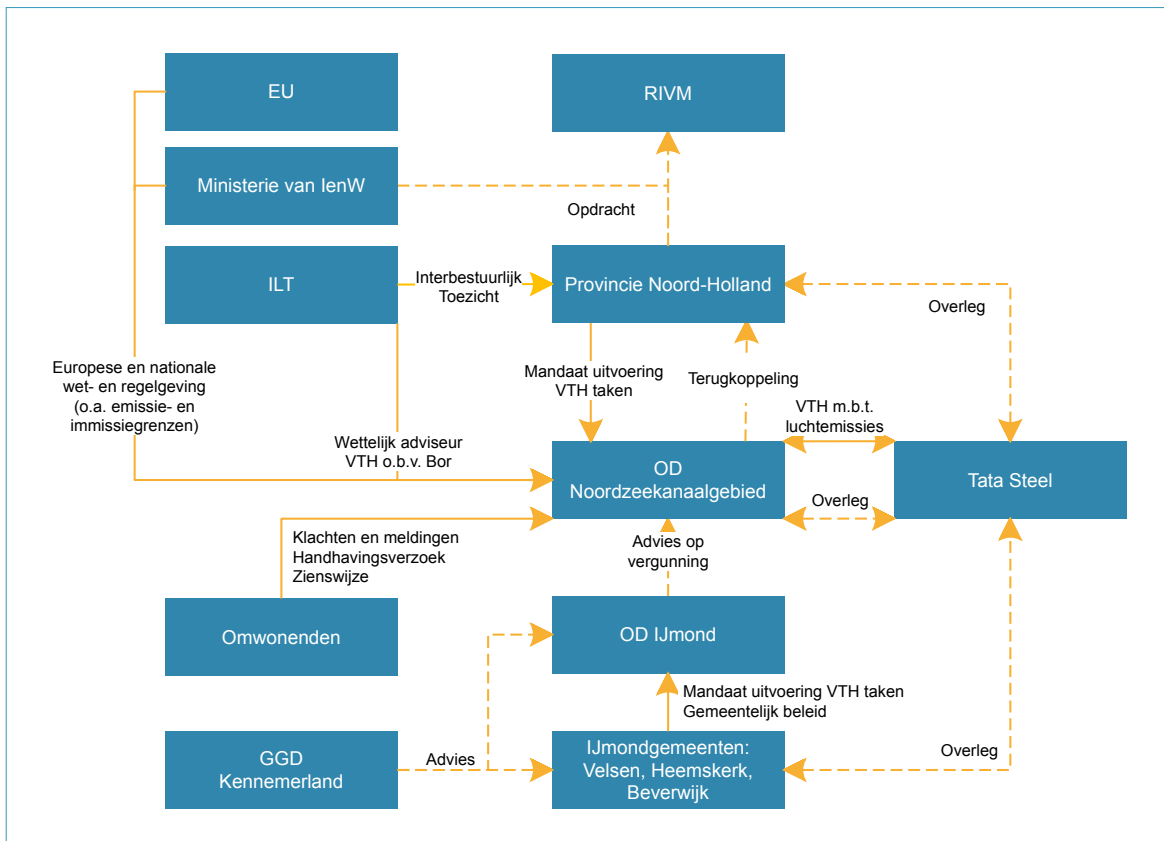 EU
RIVM
Ministerie van IenW
Opdracht
ILT
Interbestuurlijk
Toezicht
Provincie Noord-Holland
Overleg
Europese en nationale
wet- en regelgeving
(o.a. emissie- en
immissiegrenzen)
Mandaat uitvoering
VTH taken
Terugkoppeling
VTH m.b.t.
luchtemissies
Wettelijk adviseur
VTH o.b.v. Bor
OD
Noordzeekanaalgebied
Tata Steel
Overleg
Klachten en meldingen
Handhavingsverzoek
Zienswijze
Advies op
vergunning
Omwonenden
OD IJmond
Mandaat uitvoering VTH taken
Gemeentelijk beleid
GGD
Kennemerland
Advies
IJmondgemeenten:
Velsen, Heemskerk,
Beverwijk
Overleg